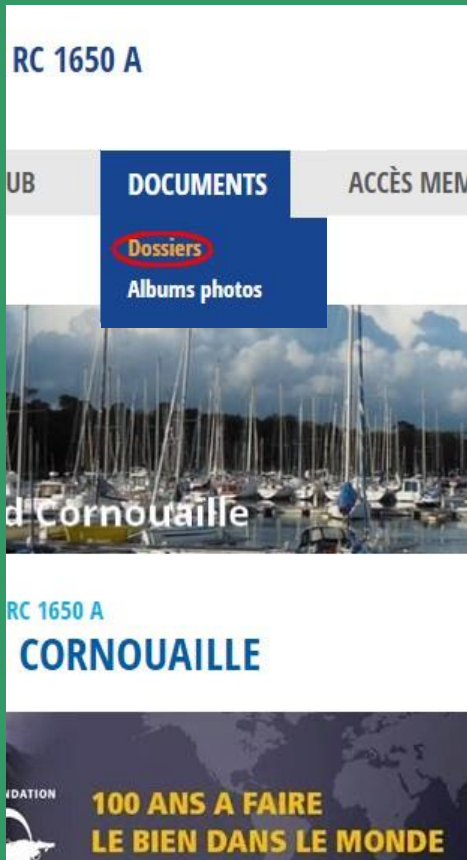 RC 1650 A
UB DOCUMENTS ACCÈS MEM
Dossiers
Albums photos
d Cornouaille
RC 1650 A
CORNOUAILLE
NDATION
100 ANS A FAIRE
LE BIEN DANS LE MONDE